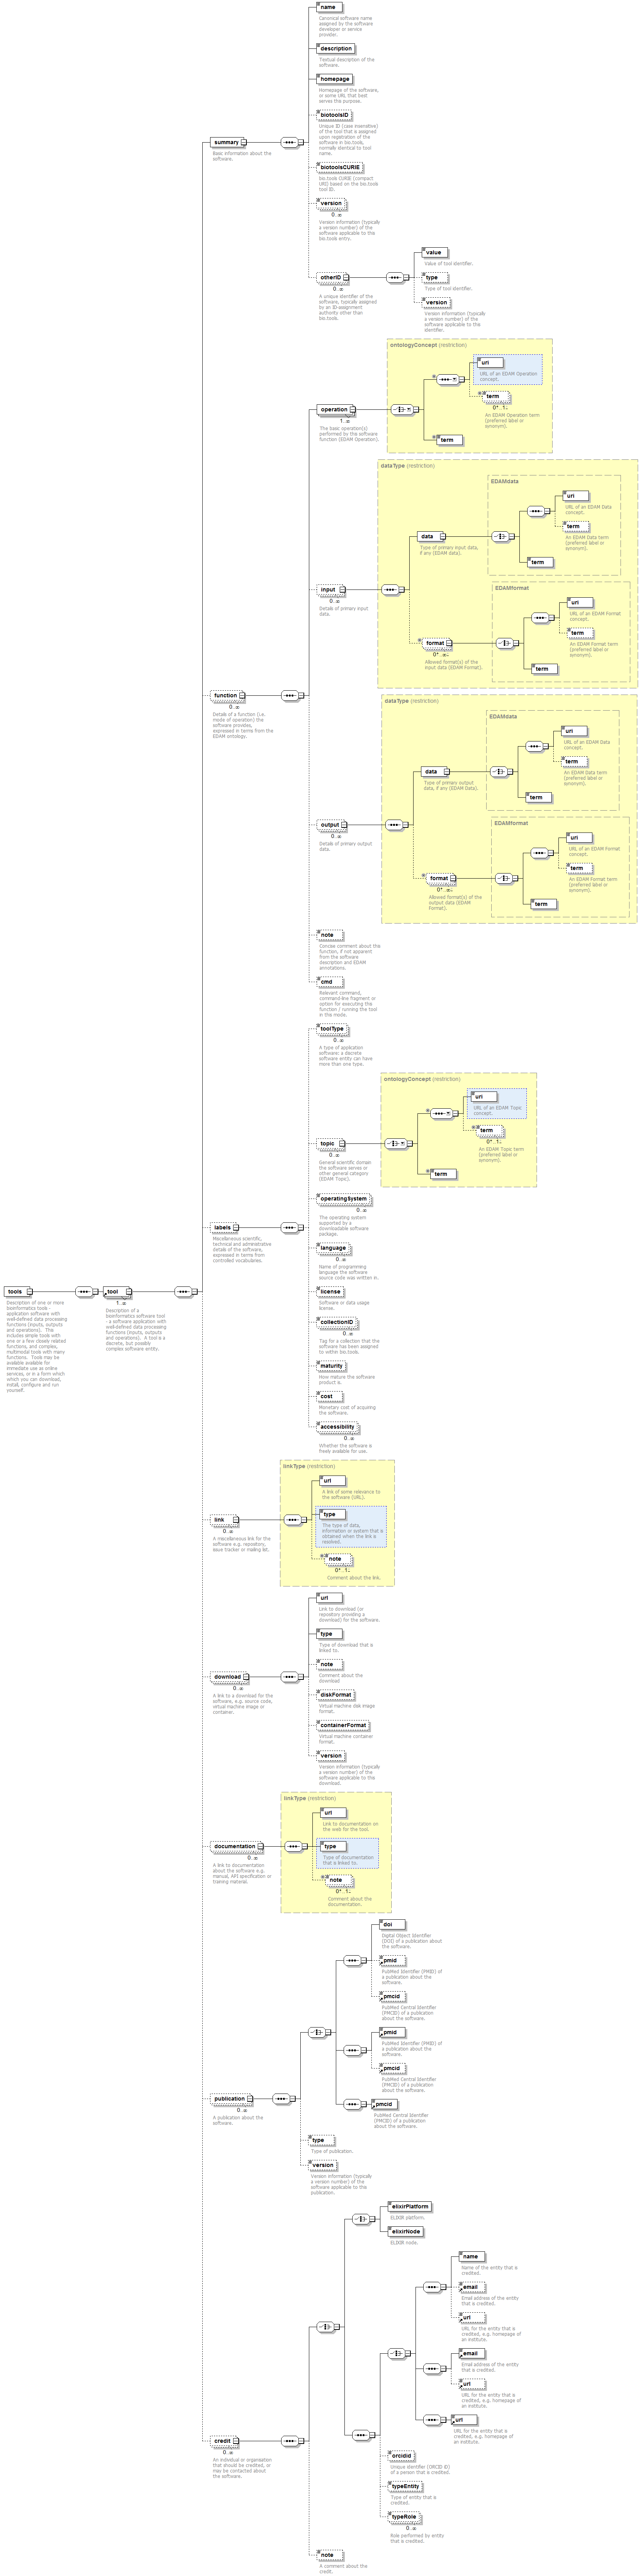 name
Canonical software name
assigned by the software
developer or service
provider.
description
Textual description of the
software.
homepage
Homepage of the software,
or some URL that best
serves this purpose.
biotoolsID
Unique ID (case insensitive)
of the tool that is assigned
upon registration of the
software in bio.tools,
normally identical to tool
name.
summary
Basic information about the
software.
biotoolsCURIE
bio.tools CURIE (compact
URI) based on the bio.tools
tool ID.
version
0..∞
Version information (typically
a version number) of the
software applicable to this
bio.tools entry.
otherID
0..∞
A unique identifier of the
software, typically assigned
by an ID-assignment
authority other than
bio.tools.
value
Value of tool identifier.
type
Type of tool identifier.
version
Version information (typically
a version number) of the
software applicable to this
identifier.
ontologyConcept (restriction)
uri
URL of an EDAM Operation
concept.
term
0*..1-
An EDAM Operation term
(preferred label or
synonym).
term
operation
1..∞
The basic operation(s)
performed by this software
function (EDAM Operation).
dataType (restriction)
EDAMdata
uri
URL of an EDAM Data
concept.
term
An EDAM Data term
(preferred label or
synonym).
term
data
Type of primary input data,
if any (EDAM data).
input
0..∞
Details of primary input
data.
EDAMformat
uri
URL of an EDAM Format
concept.
term
An EDAM Format term
(preferred label or
synonym).
term
format
0*..∞-
Allowed format(s) of the
input data (EDAM Format).
function
0..∞
Details of a function (i.e.
mode of operation) the
software provides,
expressed in terms from the
EDAM ontology.
dataType (restriction)
EDAMdata
uri
URL of an EDAM Data
concept.
term
An EDAM Data term
(preferred label or
synonym).
term
data
Type of primary output
data, if any (EDAM Data).
output
0..∞
Details of primary output
data.
EDAMformat
uri
URL of an EDAM Format
concept.
term
An EDAM Format term
(preferred label or
synonym).
term
format
0*..∞-
Allowed format(s) of the
output data (EDAM
Format).
note
Concise comment about the
function, if not apparent
from the software
description and EDAM
annotations.
cmd
Relevant command,
command-line fragment or
option for executing the
function / running the tool
in this mode.
toolType
0..∞
A type of application
software: a discrete
software entity can have
more than one type.
ontologyConcept (restriction)
uri
URL of an EDAM Topic
concept.
term
0*..1-
An EDAM Topic term
(preferred label or
synonym).
term
topic
0..∞
General scientific domain
the software serves or
other general category
(EDAM Topic).
operatingSystem
0..∞
The operating system
supported by a
downloadable software
package.
labels
Miscellaneous scientific,
technical and administrative
details of the software,
expressed in terms from
controlled vocabularies.
language
0..∞
Name of programming
language the software
source code was written in.
license
Software or data usage
license.
collectionID
0..∞
Tag for a collection that the
software has been assigned
to within bio.tools.
maturity
How mature the software
product is.
cost
Monetary cost of acquiring
the software.
accessibility
0..∞
Whether the software is
freely available for use.
tools
Description of one or more
bioinformatics tools -
application software with
well-defined data processing
functions (inputs, outputs
and operations). This
includes simple tools with
one or a few closely related
functions, and complex,
multimodal tools with many
functions. Tools may be
available available for
immediate use as online
services, or in a form which
which you can download,
install, configure and run
yourself.
tool
1..∞
Description of a
bioinformatics software tool
- a software application with
well-defined data processing
functions (inputs, outputs
and operations). A tool is a
discrete, but possibly
complex software entity.
linkType (restriction)
url
A link of some relevance to
the software (URL).
type
The type of data,
information or system that is
obtained when the link is
resolved.
note
0*..1-
Comment about the link.
link
0..∞
A miscellaneous link for the
software e.g. repository,
issue tracker or mailing list.
url
Link to download (or
repository providing a
download) for the software.
type
Type of download that is
linked to.
note
Comment about the
download
diskFormat
Virtual machine disk image
format.
containerFormat
Virtual machine container
format.
version
Version information (typically
a version number) of the
software applicable to this
download.
download
0..∞
A link to a download for the
software, e.g. source code,
virtual machine image or
container.
linkType (restriction)
url
Link to documentation on
the web for the tool.
type
Type of documentation
that is linked to.
note
0*..1-
Comment about the
documentation.
documentation
0..∞
A link to documentation
about the software e.g.
manual, API specification or
training material.
doi
Digital Object Identifier
(DOI) of a publication about
the software.
pmid
PubMed Identifier (PMID) of
a publication about the
software.
pmcid
PubMed Central Identifier
(PMCID) of a publication
about the software.
pmid
PubMed Identifier (PMID) of
a publication about the
software.
pmcid
PubMed Central Identifier
(PMCID) of a publication
about the software.
pmcid
PubMed Central Identifier
(PMCID) of a publication
about the software.
publication
0..∞
A publication about the
software.
type
Type of publication.
version
Version information (typically
a version number) of the
software applicable to this
publication.
elixirPlatform
ELIXIR platform.
elixirNode
ELIXIR node.
name
Name of the entity that is
credited.
email
Email address of the entity
that is credited.
url
URL for the entity that is
credited, e.g. homepage of
an institute.
email
Email address of the entity
that is credited.
url
URL for the entity that is
credited, e.g. homepage of
an institute.
url
URL for the entity that is
credited, e.g. homepage of
an institute.
credit
0..∞
An individual or organisation
that should be credited, or
may be contacted about
the software.
orcidid
Unique identifier (ORCID iD)
of a person that is credited.
typeEntity
Type of entity that is
credited.
typeRole
0..∞
Role performed by entity
that is credited.
note
A comment about the
credit.